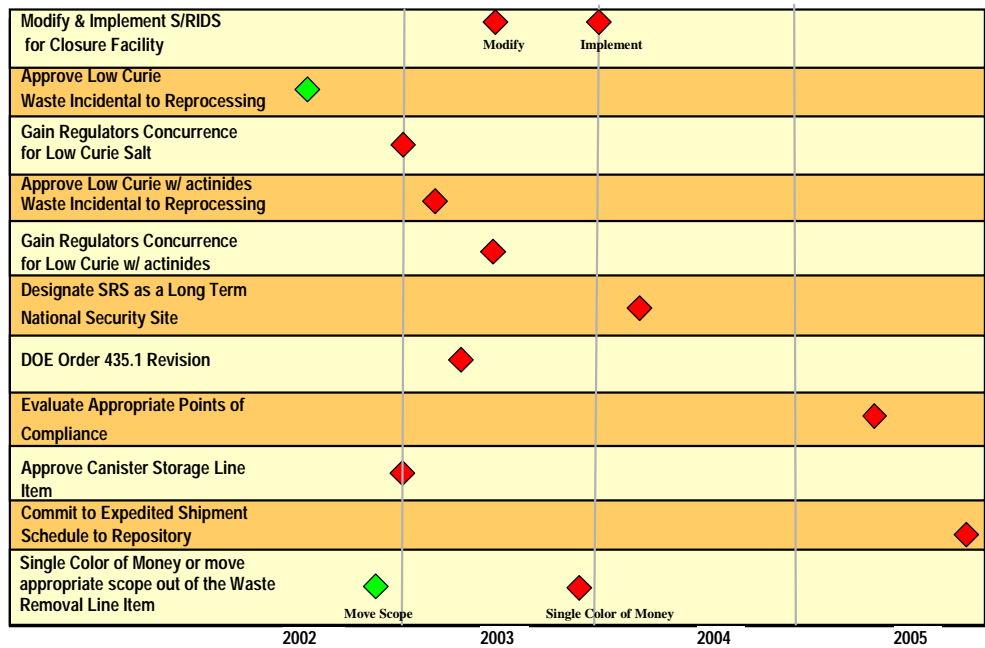 Modify & Implement S/RIDS
for Closure Facility
Modify
Implement
Approve Low Curie
Waste Incidental to Reprocessing
Gain Regulators Concurrence
for Low Curie Salt
Approve Low Curie w/ actinides
Waste Incidental to Reprocessing
Gain Regulators Concurrence
for Low Curie w/ actinides
Designate SRS as a Long Term
National Security Site
DOE Order 435.1 Revision
Evaluate Appropriate Points of
Compliance
Approve Canister Storage Line
Item
Commit to Expedited Shipment
Schedule to Repository
Single Color of Money or move
appropriate scope out of the Waste
Removal Line Item
Move Scope
Single Color of Money
2002
2003
2004
2005